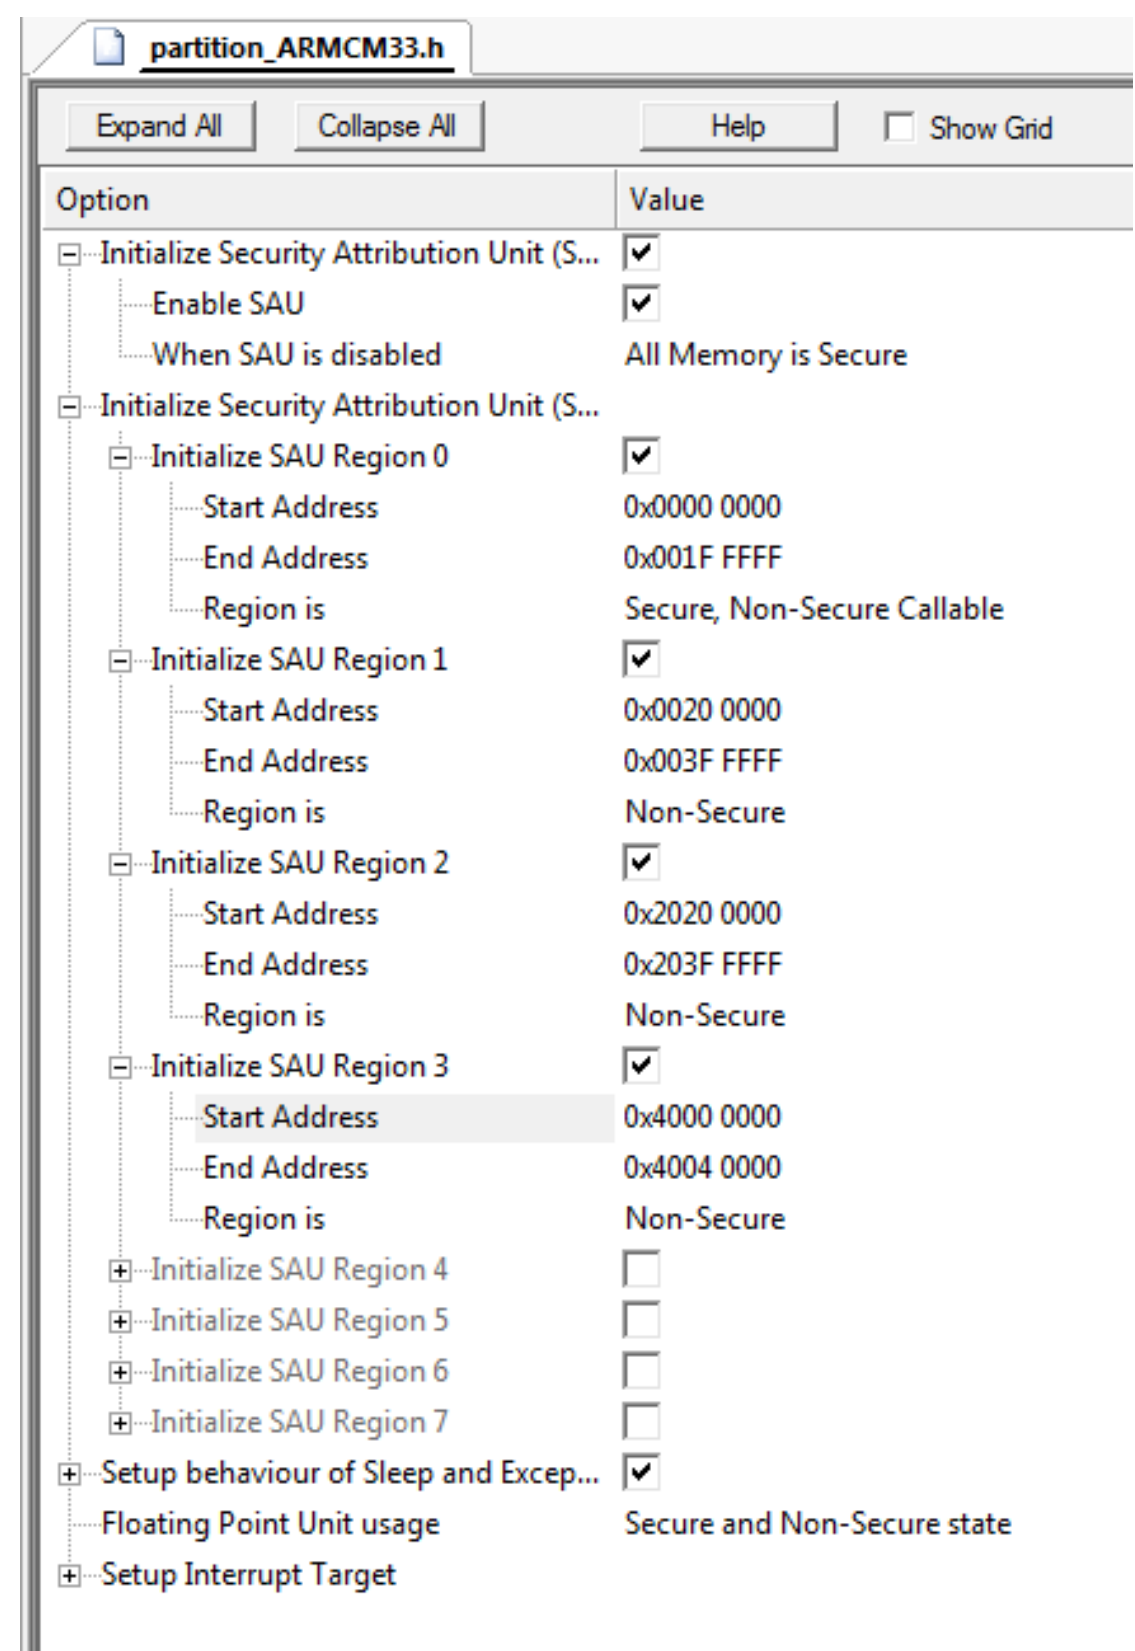 partition_ARMCM33.h
Expand All Collapse All Help Show Grid
Option Value
Initialize Security Attribution Unit (S...
Enable SAU
When SAU is disabled All Memory is Secure
Initialize Security Attribution Unit (S...
Initialize SAU Region 0
Start Address 0x0000 0000
End Address 0x001F FFFF
Region is Secure, Non-Secure Callable
Initialize SAU Region 1
Start Address 0x0020 0000
End Address 0x003F FFFF
Region is Non-Secure
Initialize SAU Region 2
Start Address 0x2020 0000
End Address 0x203F FFFF
Region is Non-Secure
Initialize SAU Region 3
Start Address 0x4000 0000
End Address 0x4004 0000
Region is Non-Secure
Initialize SAU Region 4
Initialize SAU Region 5
Initialize SAU Region 6
Initialize SAU Region 7
Setup behaviour of Sleep and Excep...
Floating Point Unit usage Secure and Non-Secure state
Setup Interrupt Target